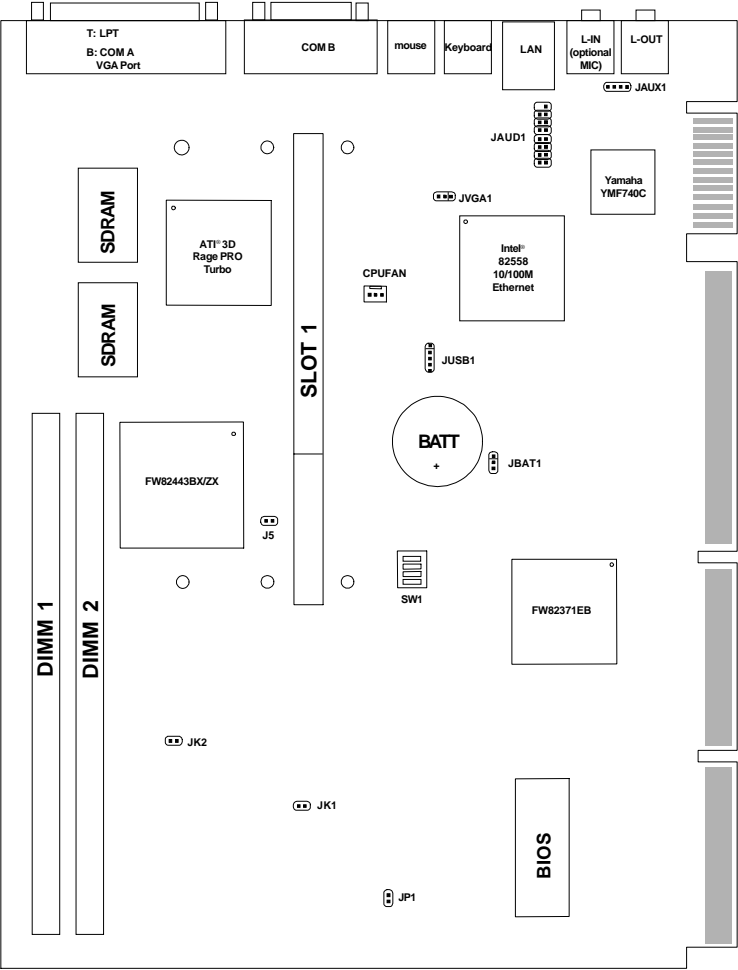 T: LPT
B: COM A
VGA Port
COM B
mouse
Keyboard
LAN
L-IN
(optional
MIC)
L-OUT
JAUX1
JAUD1
Yamaha
YMF740C
SDRAM
JVGA1
ATI® 3D
Rage PRO
Turbo
Intel®
82558
10/100M
Ethernet
CPUFAN
SDRAM
SLOT 1
JUSB1
BATT
+
JBAT1
FW82443BX/ZX
J5
SW1
FW82371EB
DIMM 1
DIMM 2
JK2
JK1
BIOS
JP1